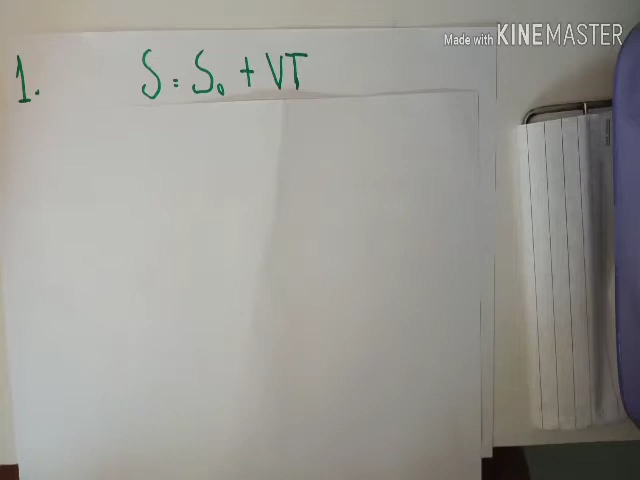 Made with KINEMASTER
1. S = S₀ + VT